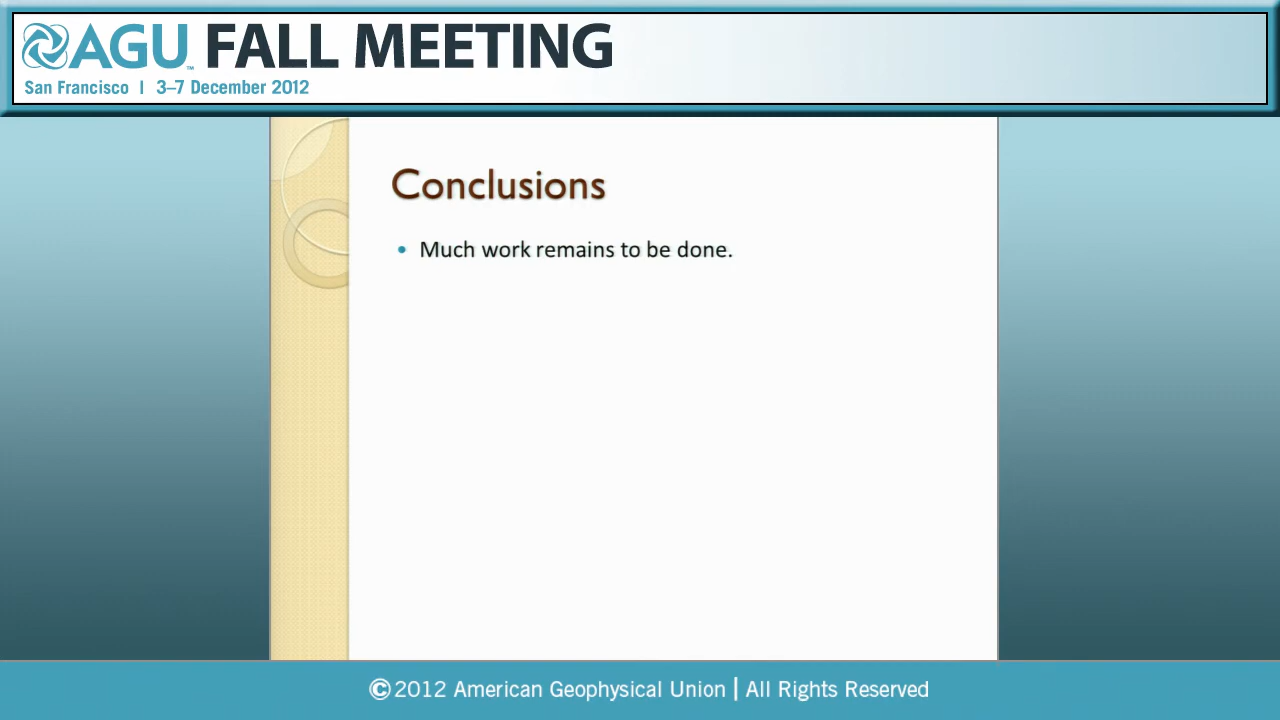 AGU™ FALL MEETING
San Francisco | 3–7 December 2012
Conclusions
• Much work remains to be done.
©2012 American Geophysical Union | All Rights Reserved